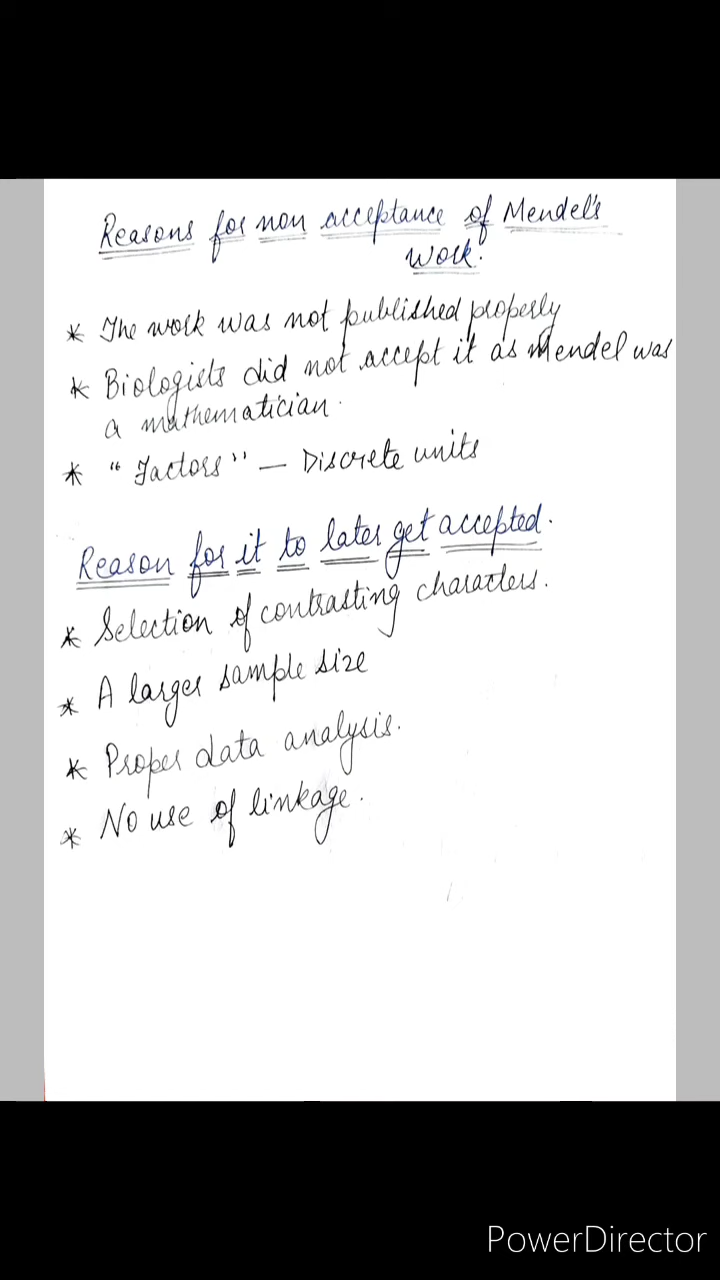 Reasons for non acceptance of Mendel's
work.
* The work was not published properly
* Biologists did not accept it as Mendel was
a mathematician.
* "Factors" – Discrete units
Reason for it to later get accepted.
* Selection of contrasting characters.
* A larger sample size
* Proper data analysis.
* No use of linkage.
PowerDirector